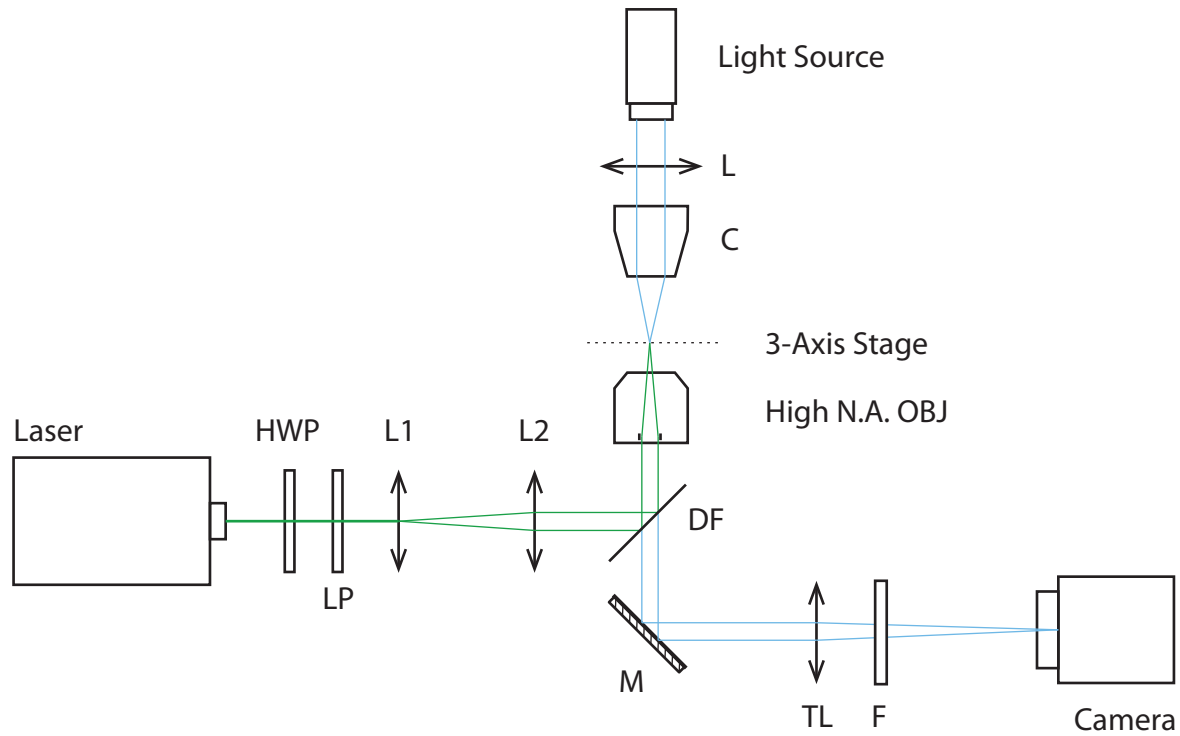 Light Source
L
C
3-Axis Stage
High N.A. OBJ
Laser
HWP
L1
L2
DF
LP
M
TL
F
Camera